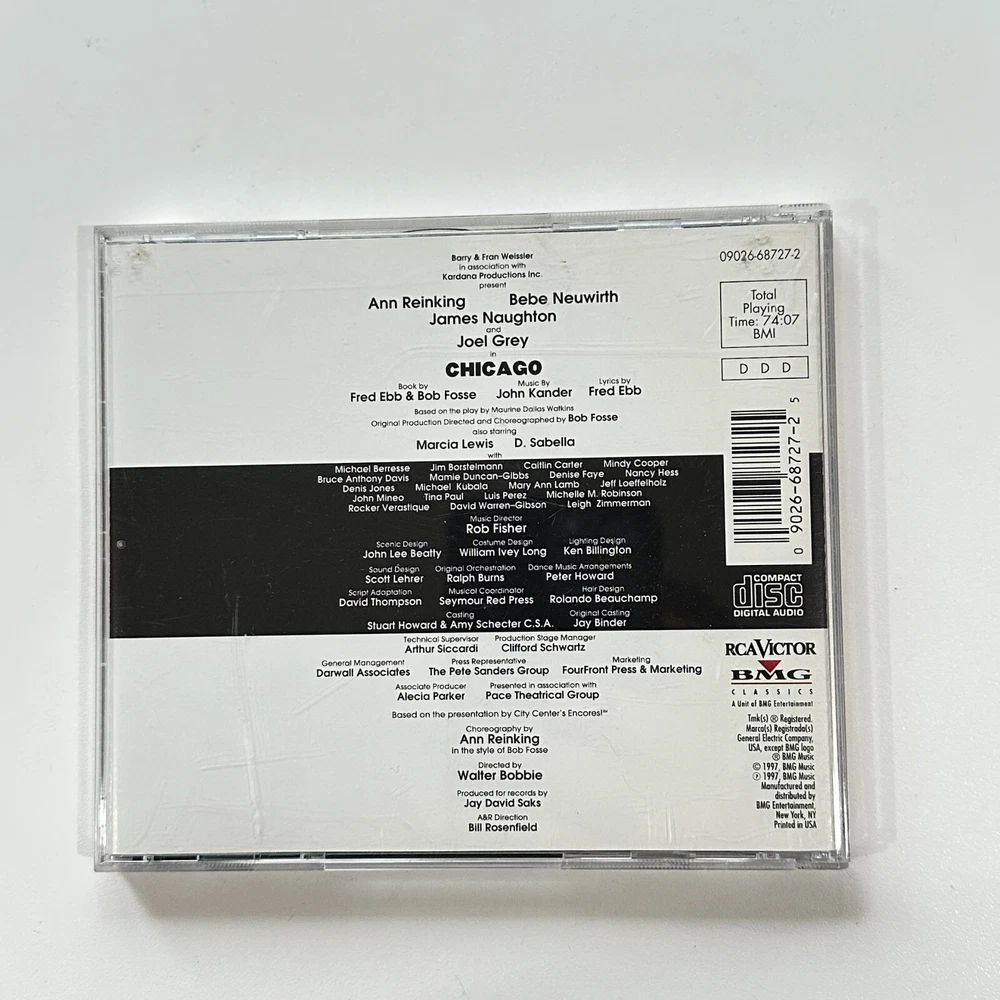 Barry & Fran Weissler
in association with
Kardana Productions Inc.
present
Ann Reinking Bebe Neuwirth
James Naughton
and
Joel Grey
in
CHICAGO
Book by Music By Lyrics by
Fred Ebb & Bob Fosse John Kander Fred Ebb
Based on the play by Maurine Dallas Watkins
Original Production Directed and Choreographed by Bob Fosse
also starring
Marcia Lewis D. Sabella
with
Michael Berresse Jim Borstelmann Caitlin Carter Mindy Cooper
Bruce Anthony Davis Mamie Duncan-Gibbs Denise Faye Nancy Hess
Denis Jones Michael Kubala Mary Ann Lamb Jeff Loeffelholz
John Mineo Tina Paul Luis Perez Michelle M. Robinson
Rocker Verastique David Warren-Gibson Leigh Zimmerman
Music Director
Rob Fisher
Scenic Design Costume Design Lighting Design
John Lee Beatty William Ivey Long Ken Billington
Sound Design Original Orchestration Dance Music Arrangements
Scott Lehrer Ralph Burns Peter Howard
Script Adaptation Musical Coordinator Hair Design
David Thompson Seymour Red Press Rolando Beauchamp
Casting Original Casting
Stuart Howard & Amy Schecter C.S.A. Jay Binder
Technical Supervisor Production Stage Manager
Arthur Siccardi Clifford Schwartz
General Management Press Representative Marketing
Darwall Associates The Pete Sanders Group FourFront Press & Marketing
Associate Producer Presented in association with
Alecia Parker Pace Theatrical Group
Based on the presentation by City Center's Encores!™
Choreography by
Ann Reinking
in the style of Bob Fosse
Directed by
Walter Bobbie
Produced for records by
Jay David Saks
A&R Direction
Bill Rosenfield
09026-68727-2
Total
Playing
Time: 74:07
BMI
D D D
0 9026-68727-2 5
COMPACT
disc
DIGITAL AUDIO
RCA VICTOR
BMG
CLASSICS
A Unit of BMG Entertainment
Tmk(s) ® Registered.
Marca(s) Registrada(s)
General Electric Company,
USA, except BMG logo
® BMG Music
© 1997, BMG Music
℗ 1997, BMG Music
Manufactured and
distributed by
BMG Entertainment,
New York, NY
Printed in USA